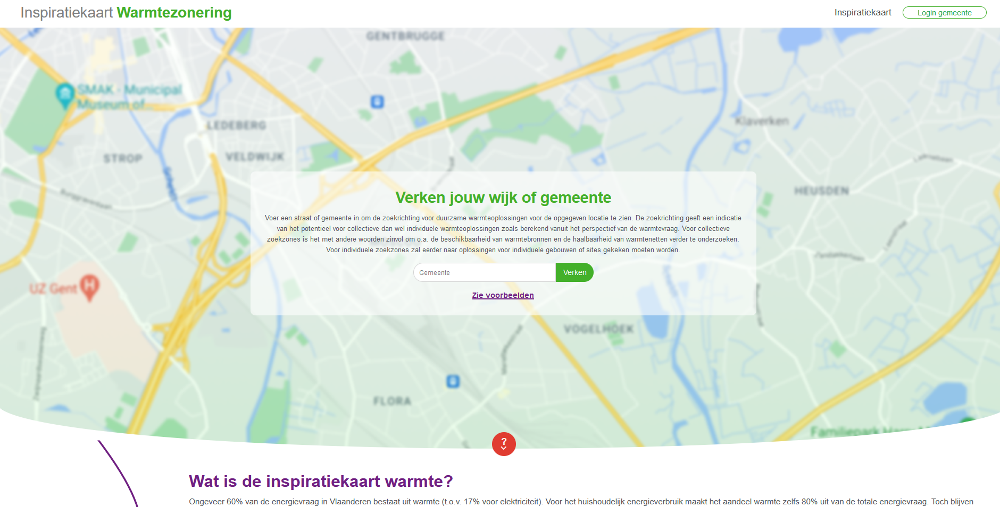 Inspiratiekaart Warmtezonering
Inspiratiekaart
Login gemeente
GENTBRUGGE
SMAK - Municipal
Museum of...
LEDEBERG
Klaverken
STROP
VELDWIJK
Schelde
HEUSDEN
Verken jouw wijk of gemeente
Voer een straat of gemeente in om de zoekrichting voor duurzame warmteoplossingen voor de opgegeven locatie te zien. De zoekrichting geeft een indicatie
van het potentieel voor collectieve dan wel individuele warmteoplossingen zoals berekend vanuit het perspectief van de warmtevraag. Voor collectieve
zoekzones is het met andere woorden zinvol om o.a. de beschikbaarheid van warmtebronnen en de haalbaarheid van warmtenetten verder te onderzoeken.
Voor individuele zoekzones zal eerder naar oplossingen voor individuele gebouwen of sites gekeken moeten worden.
Gemeente
Verken
Zie voorbeelden
UZ Gent
H
VOGELHOEK
FLORA
Familiepark
?
Wat is de inspiratiekaart warmte?
Ongeveer 60% van de energievraag in Vlaanderen bestaat uit warmte (t.o.v. 17% voor elektriciteit). Voor het huishoudelijk energieverbruik maakt het aandeel warmte zelfs 80% uit van de totale energievraag. Toch blijven